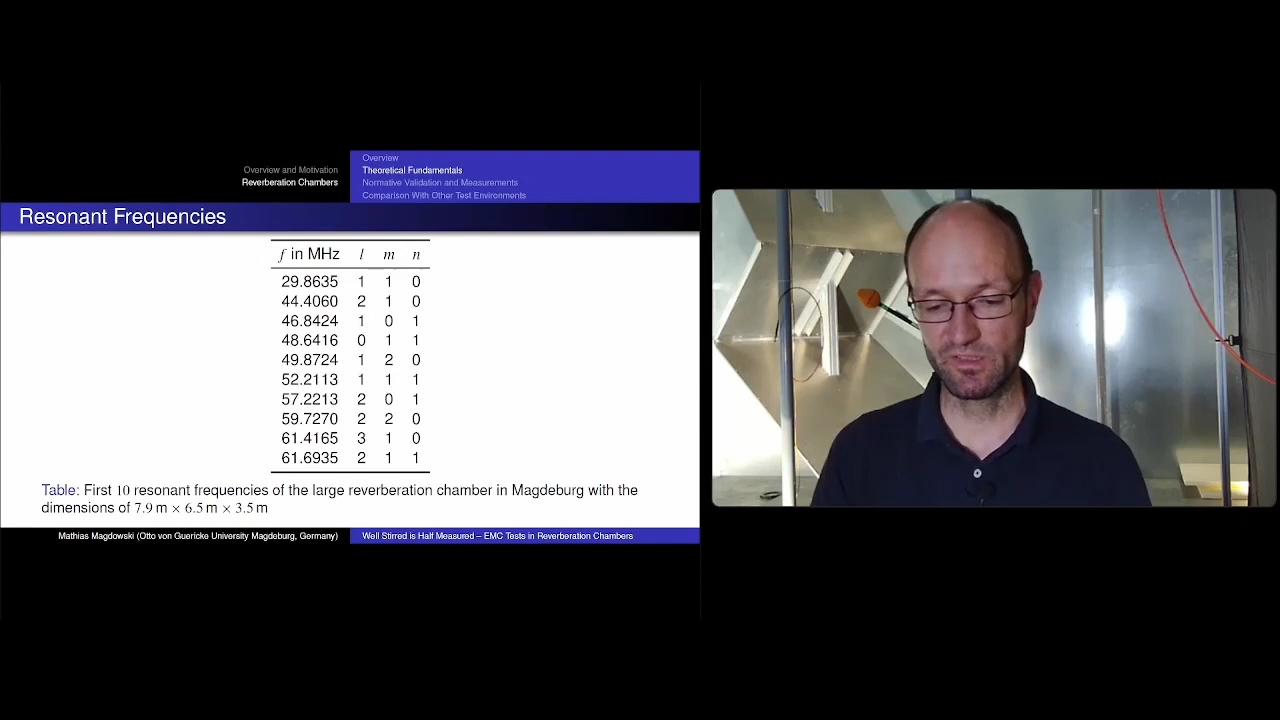 Overview and Motivation
Reverberation Chambers
Overview
Theoretical Fundamentals
Normative Validation and Measurements
Comparison With Other Test Environments
Resonant Frequencies
f in MHz l m n
29.8635 1 1 0
44.4060 2 1 0
46.8424 1 0 1
48.6416 0 1 1
49.8724 1 2 0
52.2113 1 1 1
57.2213 2 0 1
59.7270 2 2 0
61.4165 3 1 0
61.6935 2 1 1
Table: First 10 resonant frequencies of the large reverberation chamber in Magdeburg with the
dimensions of 7.9 m × 6.5 m × 3.5 m
Mathias Magdowski (Otto von Guericke University Magdeburg, Germany)
Well Stirred is Half Measured – EMC Tests in Reverberation Chambers